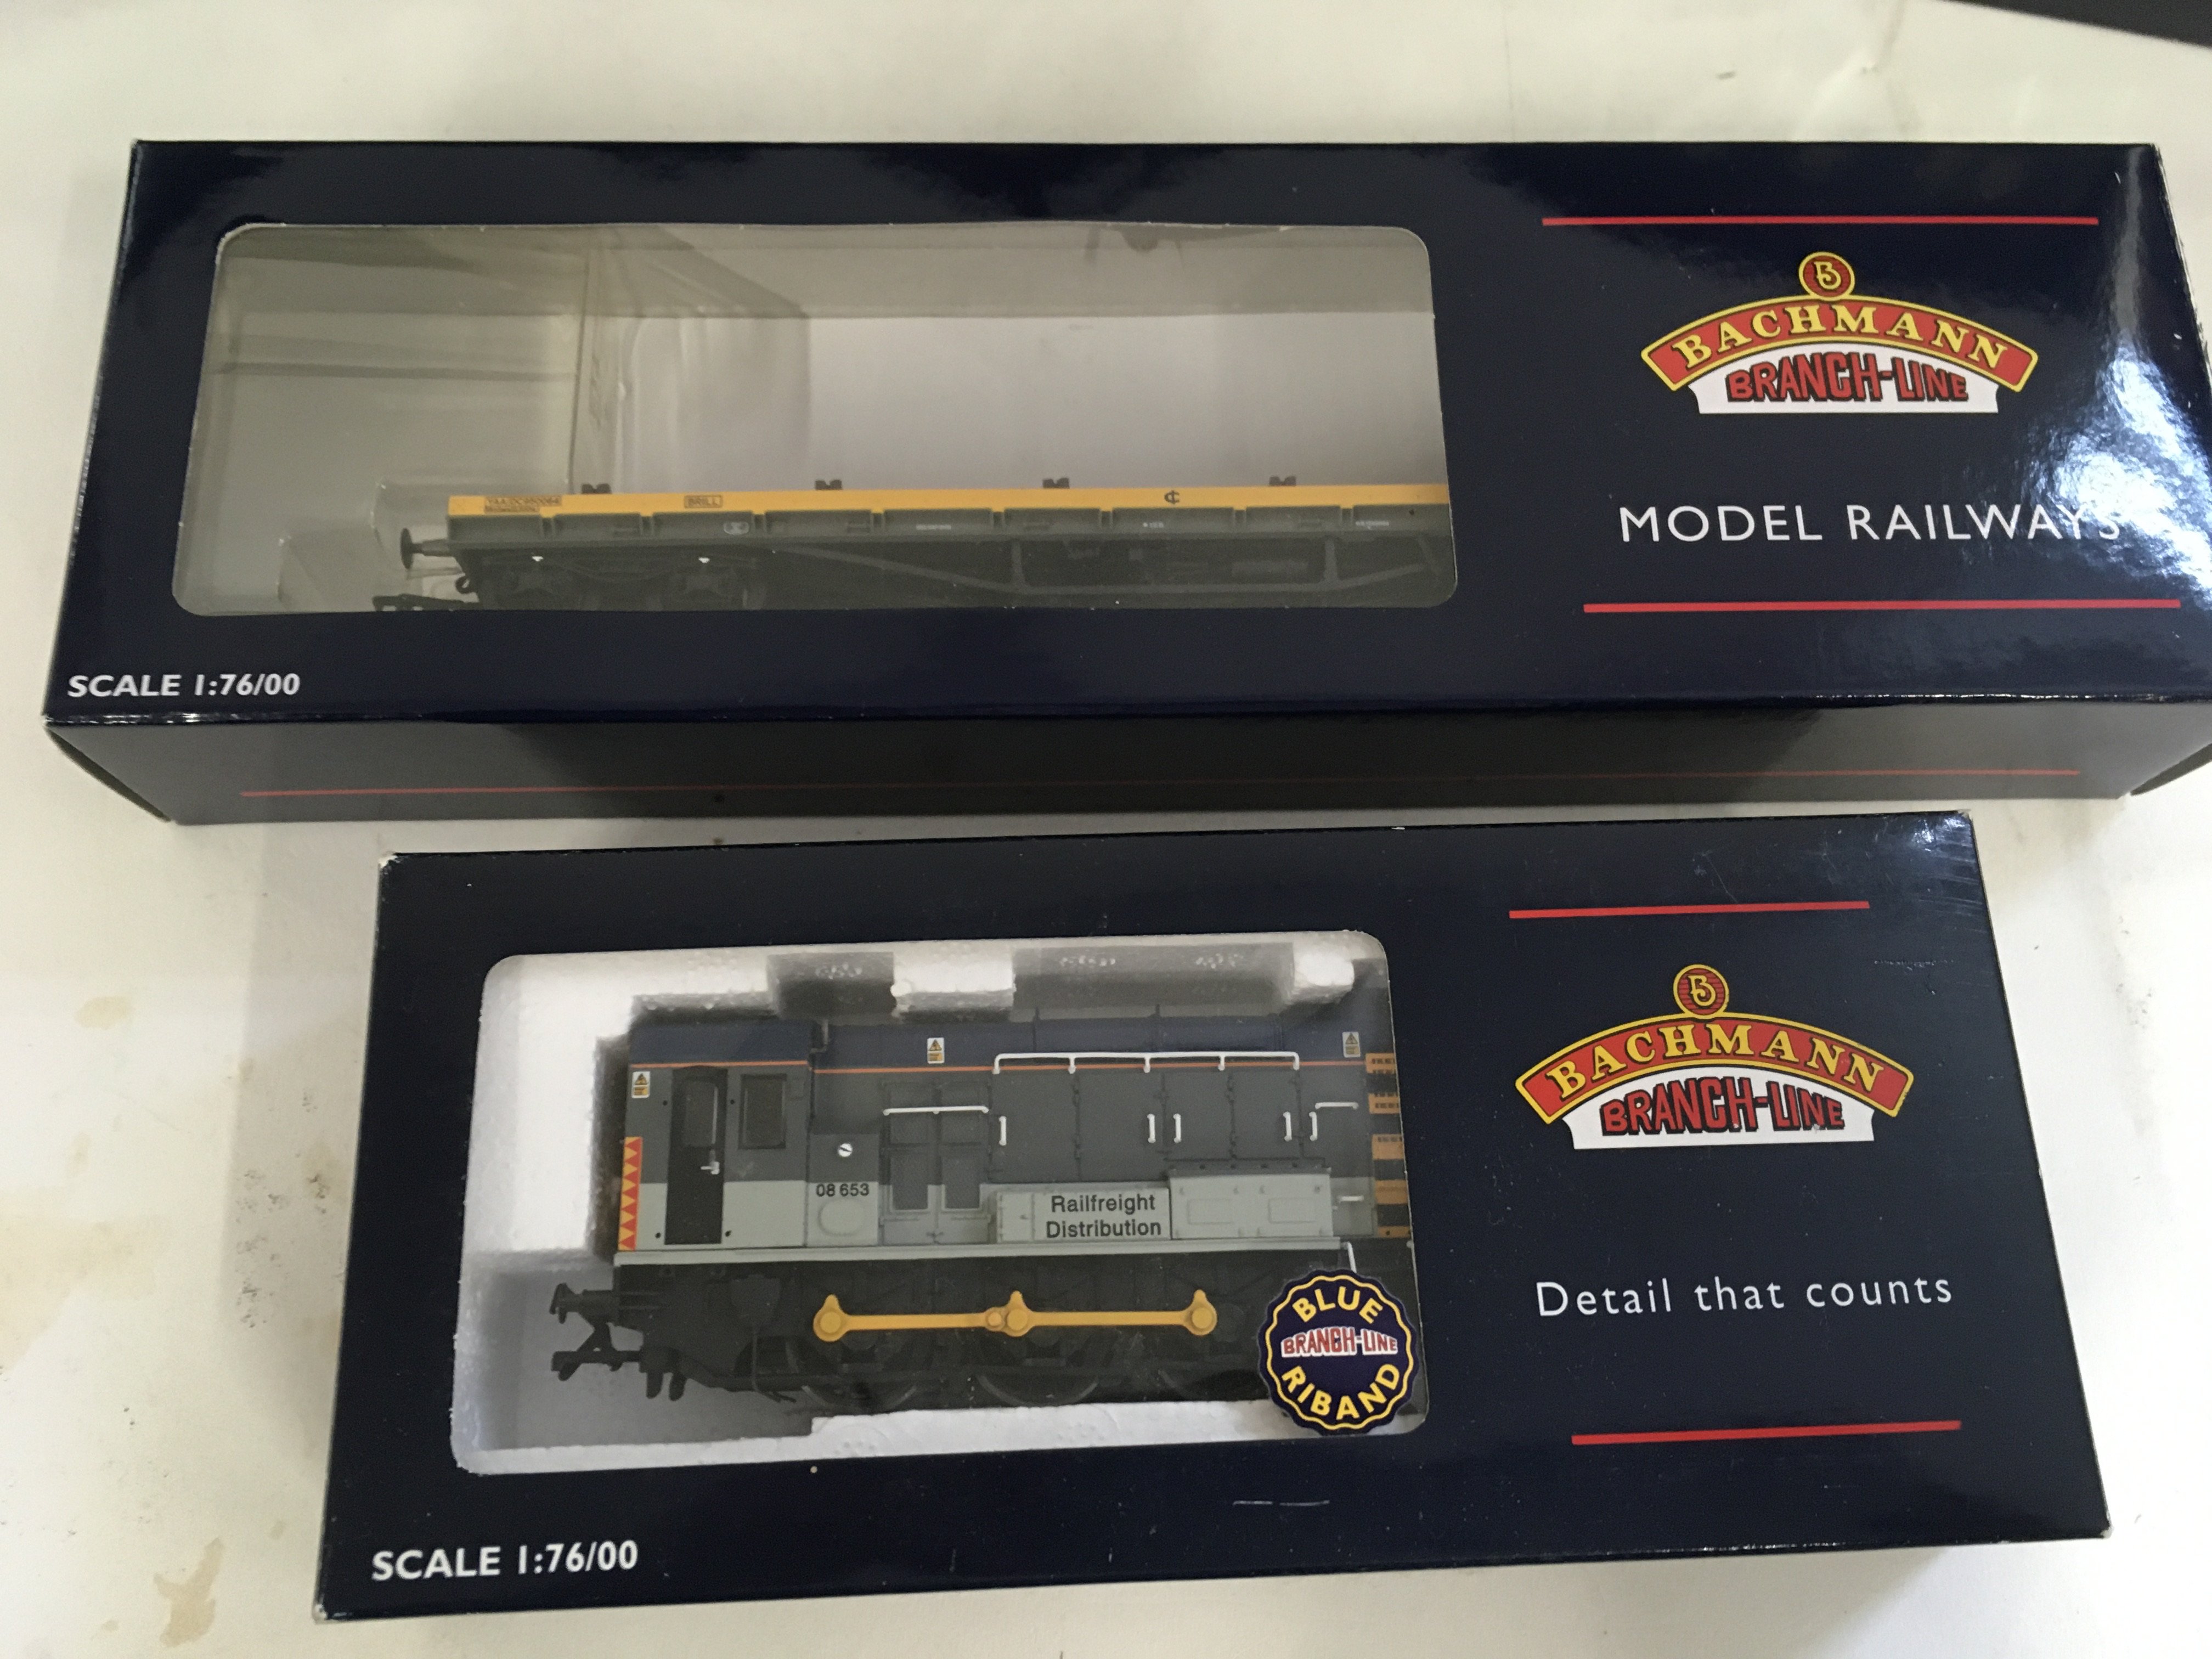 B
BACHMANN
BRANCH-LINE
BRILL
MODEL RAILWAYS
SCALE 1:76/00
B
BACHMANN
BRANCH-LINE
08 653
Railfreight
Distribution
Detail that counts
BLUE
BRANCH-LINE
RIBAND
SCALE 1:76/00